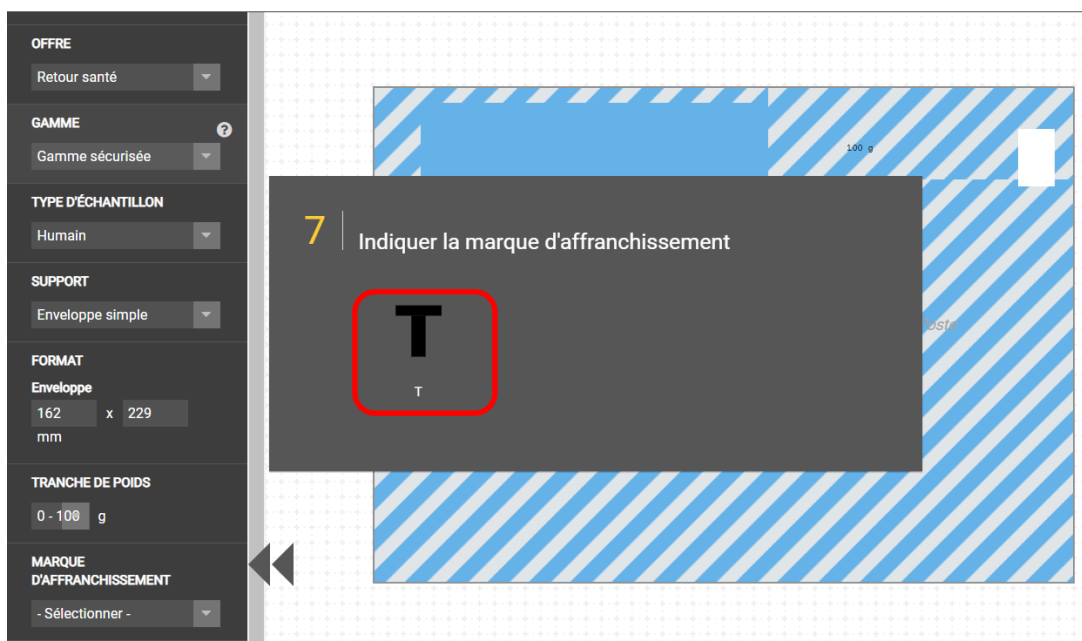 OFFRE
Retour santé
GAMME
?
Gamme sécurisée
TYPE D'ÉCHANTILLON
Humain
SUPPORT
Enveloppe simple
FORMAT
Enveloppe
162 x 229
mm
TRANCHE DE POIDS
0 - 100 g
MARQUE
D'AFFRANCHISSEMENT
- Sélectionner -
100 g
7 Indiquer la marque d'affranchissement
T
T